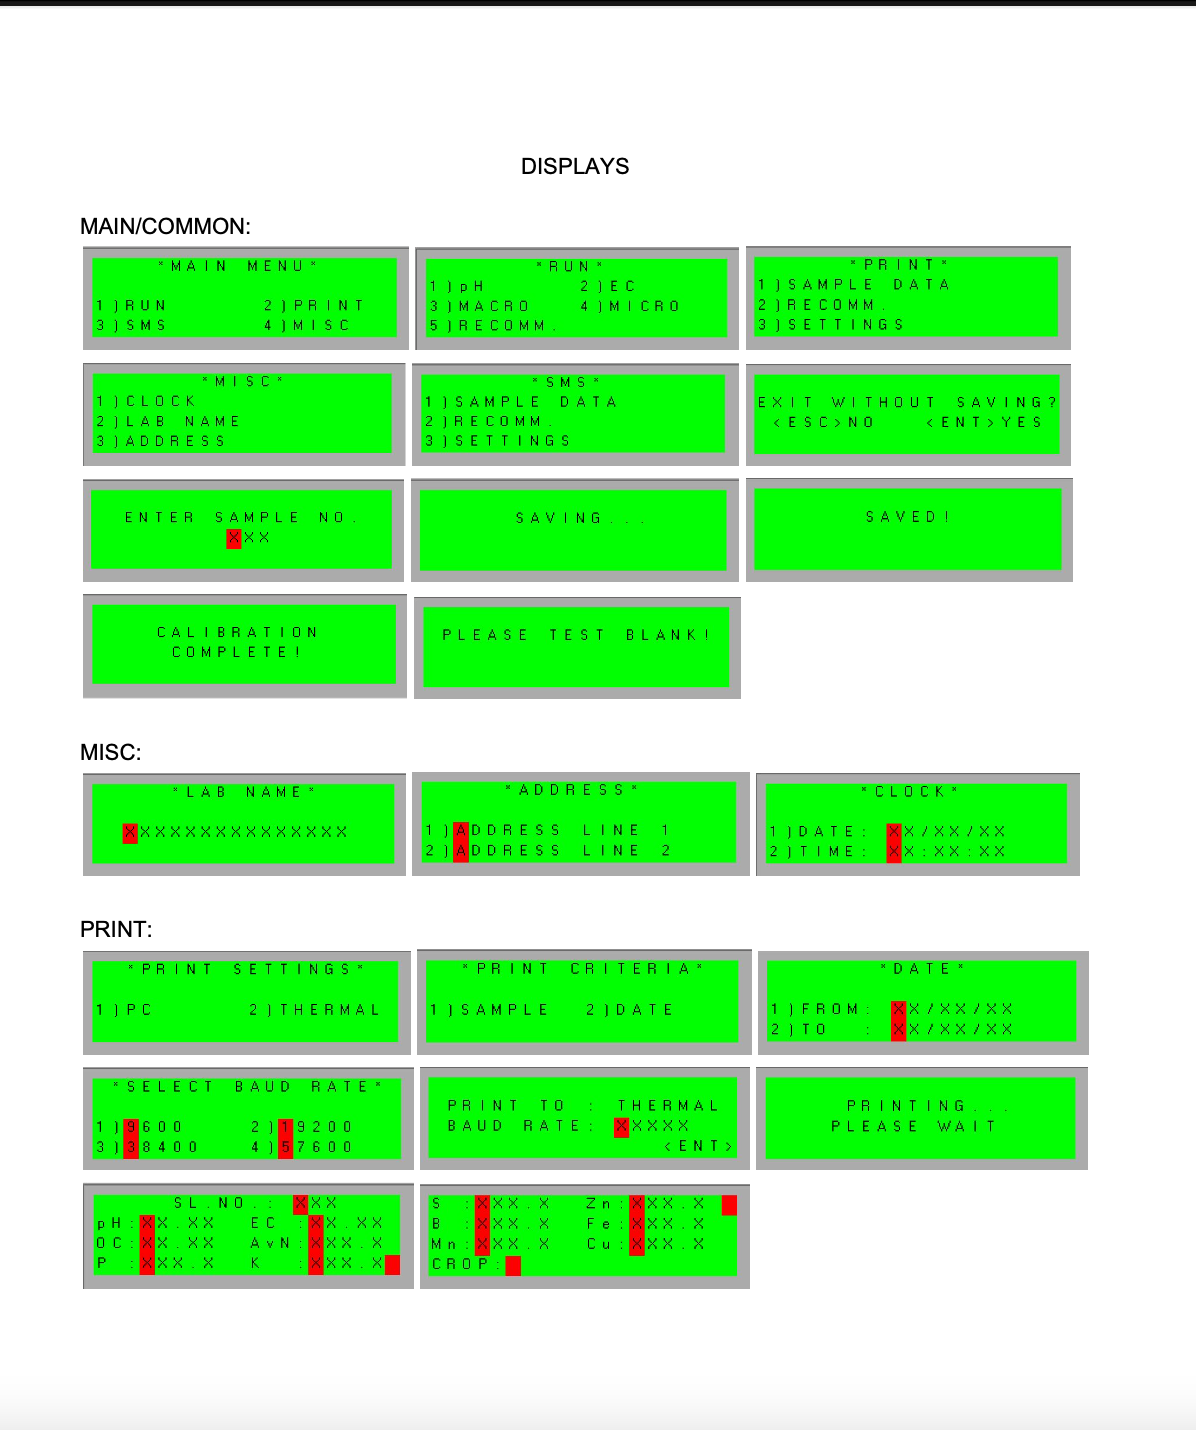 DISPLAYS
MAIN/COMMON:
*MAIN MENU*
1)RUN 2)PRINT
3)SMS 4)MISC
*RUN*
1)pH 2)EC
3)MACRO 4)MICRO
5)RECOMM.
*PRINT*
1)SAMPLE DATA
2)RECOMM.
3)SETTINGS
*MISC*
1)CLOCK
2)LAB NAME
3)ADDRESS
*SMS*
1)SAMPLE DATA
2)RECOMM.
3)SETTINGS
EXIT WITHOUT SAVING?
<ESC>NO <ENT>YES
ENTER SAMPLE NO.
XXX
SAVING...
SAVED!
CALIBRATION
COMPLETE!
PLEASE TEST BLANK!
MISC:
*LAB NAME*
XXXXXXXXXXXXXXX
*ADDRESS*
1)ADDRESS LINE 1
2)ADDRESS LINE 2
*CLOCK*
1)DATE: XX/XX/XX
2)TIME: XX:XX:XX
PRINT:
*PRINT SETTINGS*
1)PC 2)THERMAL
*PRINT CRITERIA*
1)SAMPLE 2)DATE
*DATE*
1)FROM: XX/XX/XX
2)TO : XX/XX/XX
*SELECT BAUD RATE*
1)9600 2)19200
3)38400 4)57600
PRINT TO : THERMAL
BAUD RATE: XXXXX
<ENT>
PRINTING...
PLEASE WAIT
SL.NO.: XXX
pH:XX.XX EC :XX.XX
OC:XX.XX AvN:XXX.X
P :XXX.X K :XXX.X
S :XXX.X Zn:XXX.X
B :XXX.X Fe:XXX.X
Mn:XXX.X Cu:XXX.X
CROP: